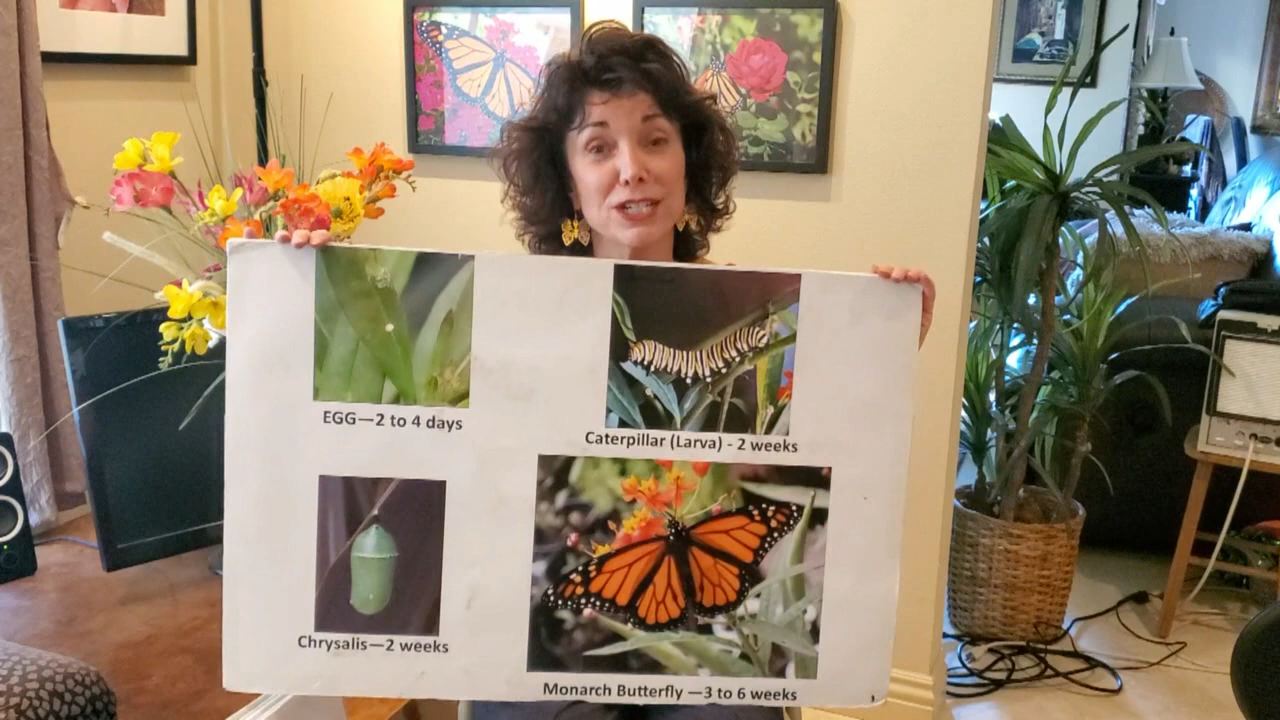 EGG—2 to 4 days
Caterpillar (Larva) - 2 weeks
Chrysalis—2 weeks
Monarch Butterfly —3 to 6 weeks